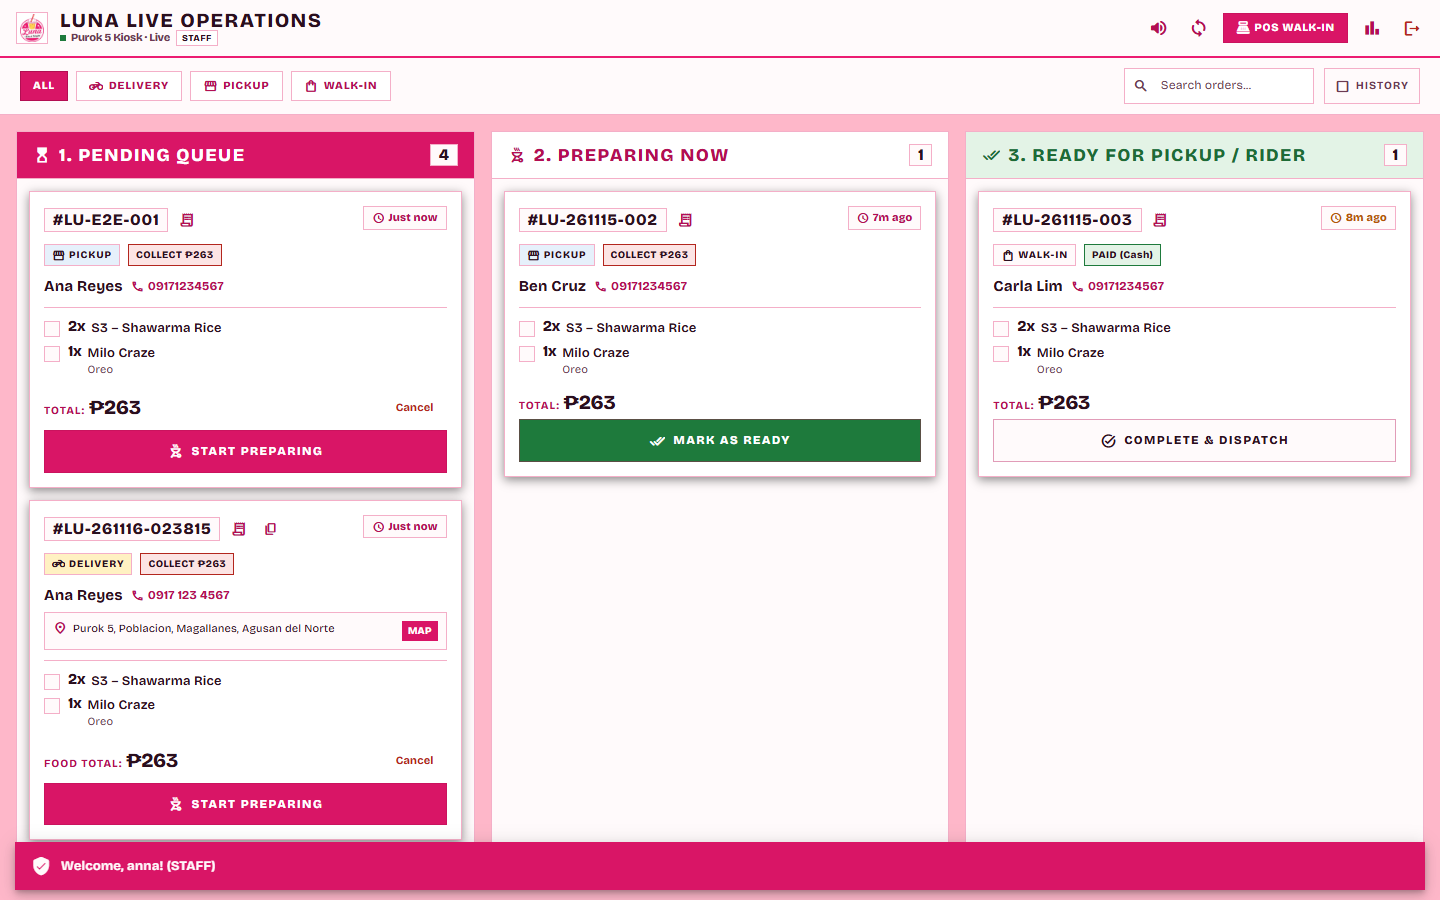 LUNA LIVE OPERATIONS
Purok 5 Kiosk · Live STAFF
POS WALK-IN
ALL DELIVERY PICKUP WALK-IN
Search orders... HISTORY
1. PENDING QUEUE 4
#LU-E2E-001 Just now
PICKUP COLLECT ₱263
Ana Reyes 09171234567
2x S3 – Shawarma Rice
1x Milo Craze
Oreo
TOTAL: ₱263 Cancel
START PREPARING
#LU-261116-023815 Just now
DELIVERY COLLECT ₱263
Ana Reyes 0917 123 4567
Purok 5, Poblacion, Magallanes, Agusan del Norte MAP
2x S3 – Shawarma Rice
1x Milo Craze
Oreo
FOOD TOTAL: ₱263 Cancel
START PREPARING
2. PREPARING NOW 1
#LU-261115-002 7m ago
PICKUP COLLECT ₱263
Ben Cruz 09171234567
2x S3 – Shawarma Rice
1x Milo Craze
Oreo
TOTAL: ₱263
MARK AS READY
3. READY FOR PICKUP / RIDER 1
#LU-261115-003 8m ago
WALK-IN PAID (Cash)
Carla Lim 09171234567
2x S3 – Shawarma Rice
1x Milo Craze
Oreo
TOTAL: ₱263
COMPLETE & DISPATCH
Welcome, anna! (STAFF)